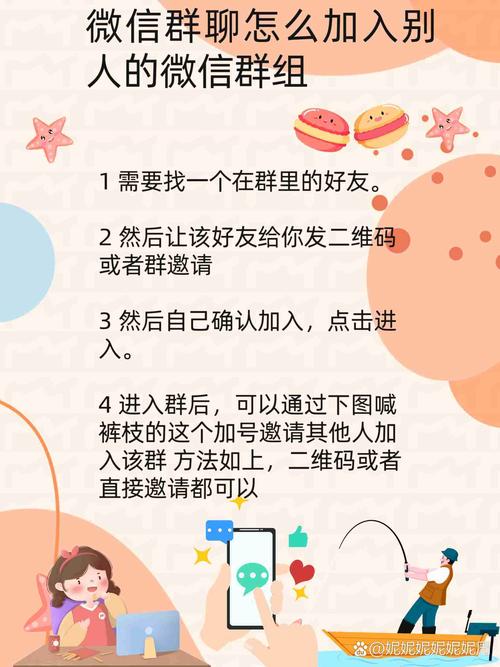 微信群聊怎么加入别
人的微信群组
1 需要找一个在群里的好友。
2 然后让该好友给你发二维码
或者群邀请
3 然后自己确认加入，点击进
入。
4 进入群后，可以通过下图喊
裤枝的这个加号邀请其他人加
入该群 方法如上，二维码或者
直接邀请都可以
@妮妮妮妮妮妮